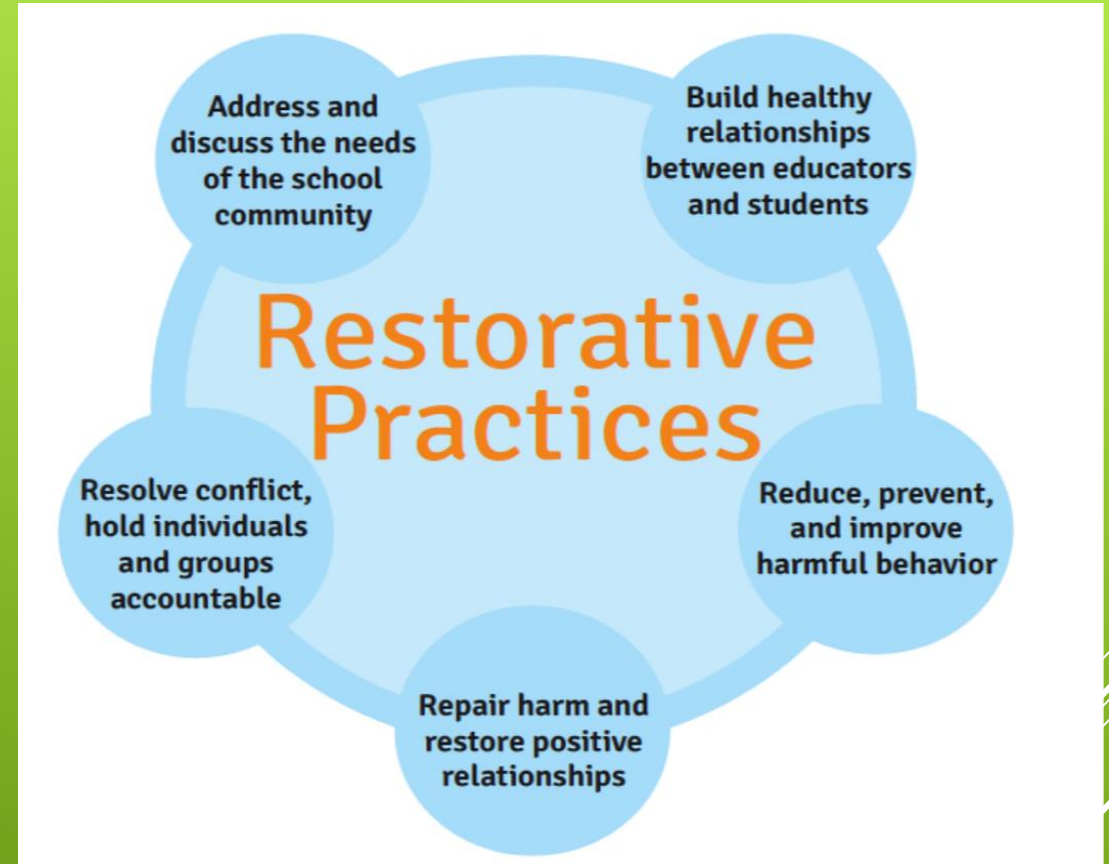 Address and
discuss the needs
of the school
community
Build healthy
relationships
between educators
and students
Restorative
Practices
Resolve conflict,
hold individuals
and groups
accountable
Reduce, prevent,
and improve
harmful behavior
Repair harm and
restore positive
relationships